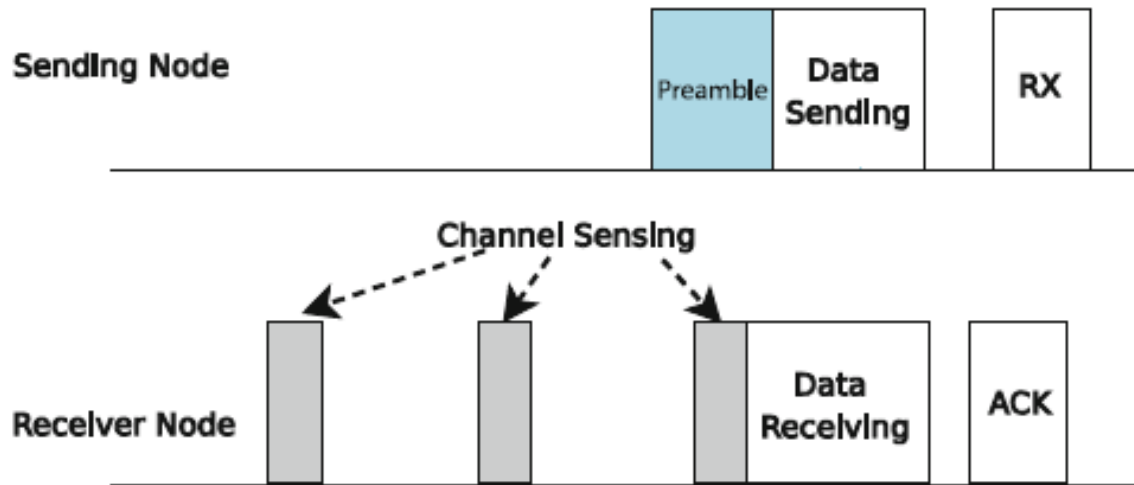 Sending Node
Preamble
Data
Sending
RX
Channel Sensing
Receiver Node
Data
Receiving
ACK